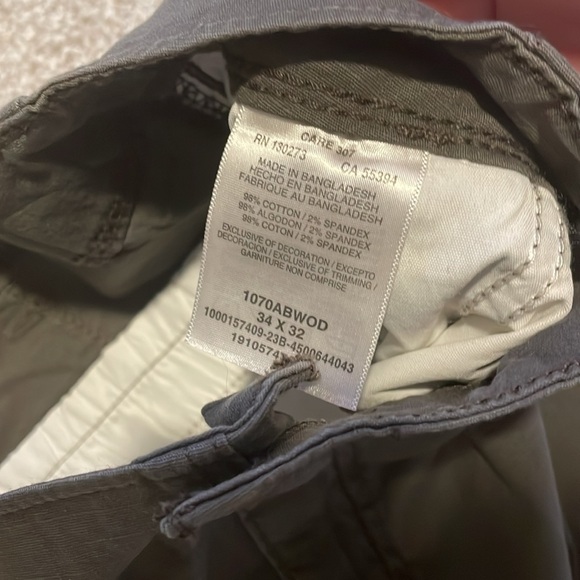 CARE 307
RN 130273 CA 55394
MADE IN BANGLADESH
HECHO EN BANGLADESH
FABRIQUE AU BANGLADESH
98% COTTON / 2% SPANDEX
98% ALGODON / 2% SPANDEX
98% COTON / 2% SPANDEX
EXCLUSIVE OF DECORATION / EXCEPTO
DECORACION / EXCLUSIVE OF TRIMMING /
GARNITURE NON COMPRISE
1070ABWOD
34 X 32
1000157409-23B-4500644043
1910574